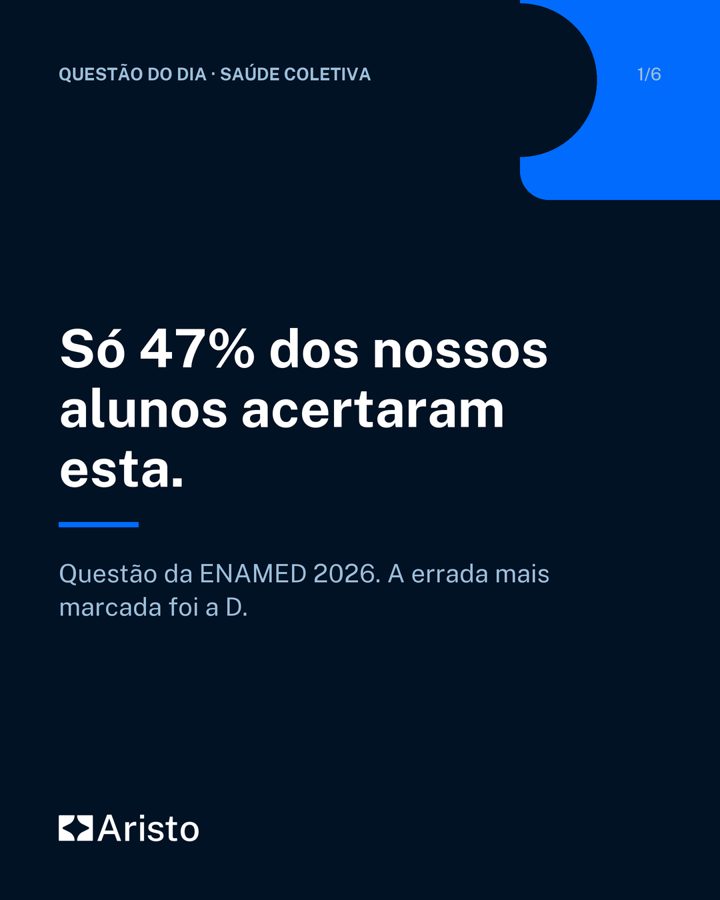 QUESTÃO DO DIA · SAÚDE COLETIVA
1/6
Só 47% dos nossos
alunos acertaram
esta.
Questão da ENAMED 2026. A errada mais
marcada foi a D.
Aristo